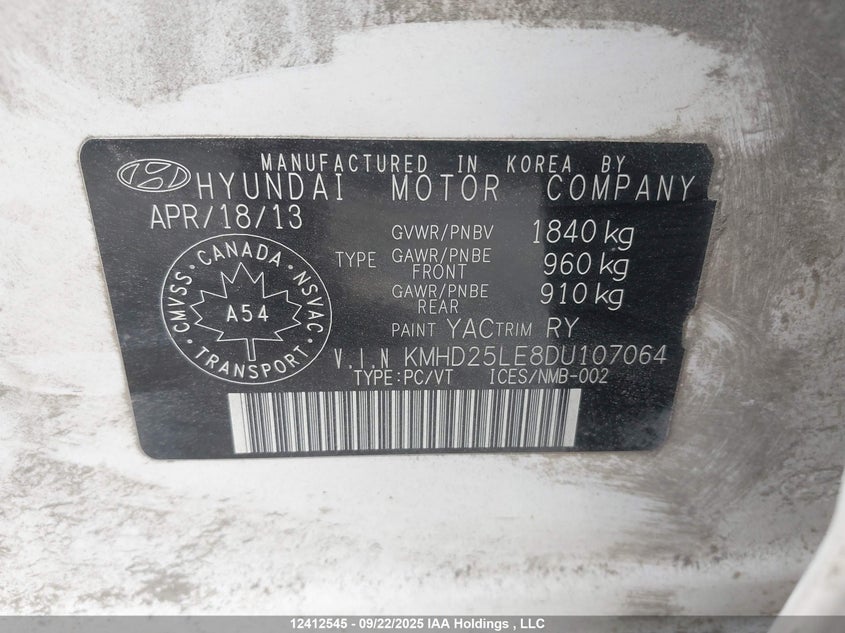 MANUFACTURED IN KOREA BY
HYUNDAI MOTOR COMPANY
APR/18/13
GVWR/PNBV 1840 kg
TYPE GAWR/PNBE FRONT 960 kg
GAWR/PNBE REAR 910 kg
PAINT YAC TRIM RY
CMVSS · CANADA · NSVAC · TRANSPORT ·
A54
V.I.N KMHD25LE8DU107064
TYPE:PC/VT ICES/NMB-002
12412545 - 09/22/2025 IAA Holdings , LLC